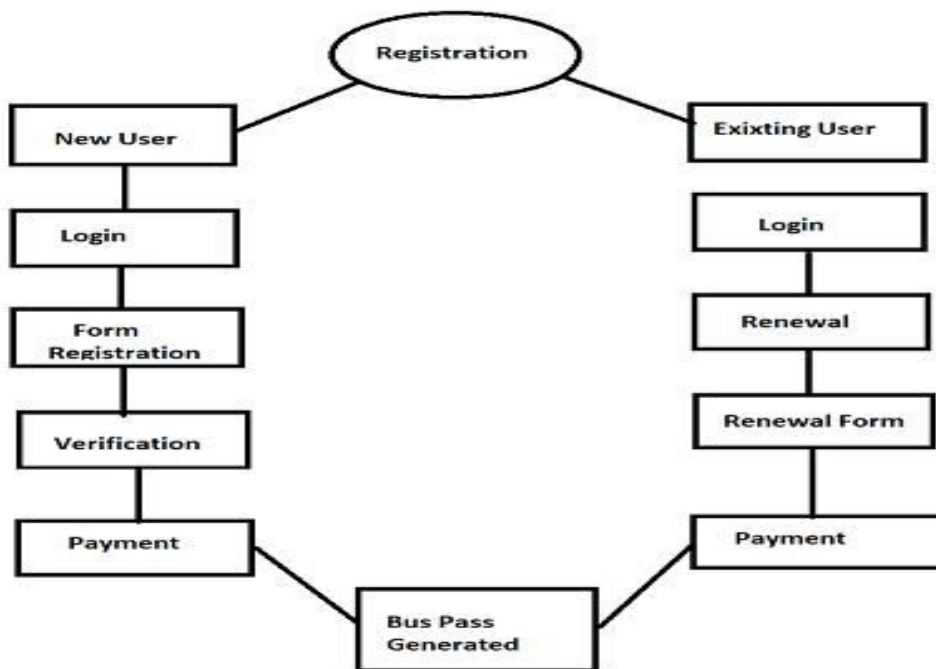 Registration
New User
Exixting User
Login
Login
Form
Registration
Renewal
Verification
Renewal Form
Payment
Payment
Bus Pass
Generated